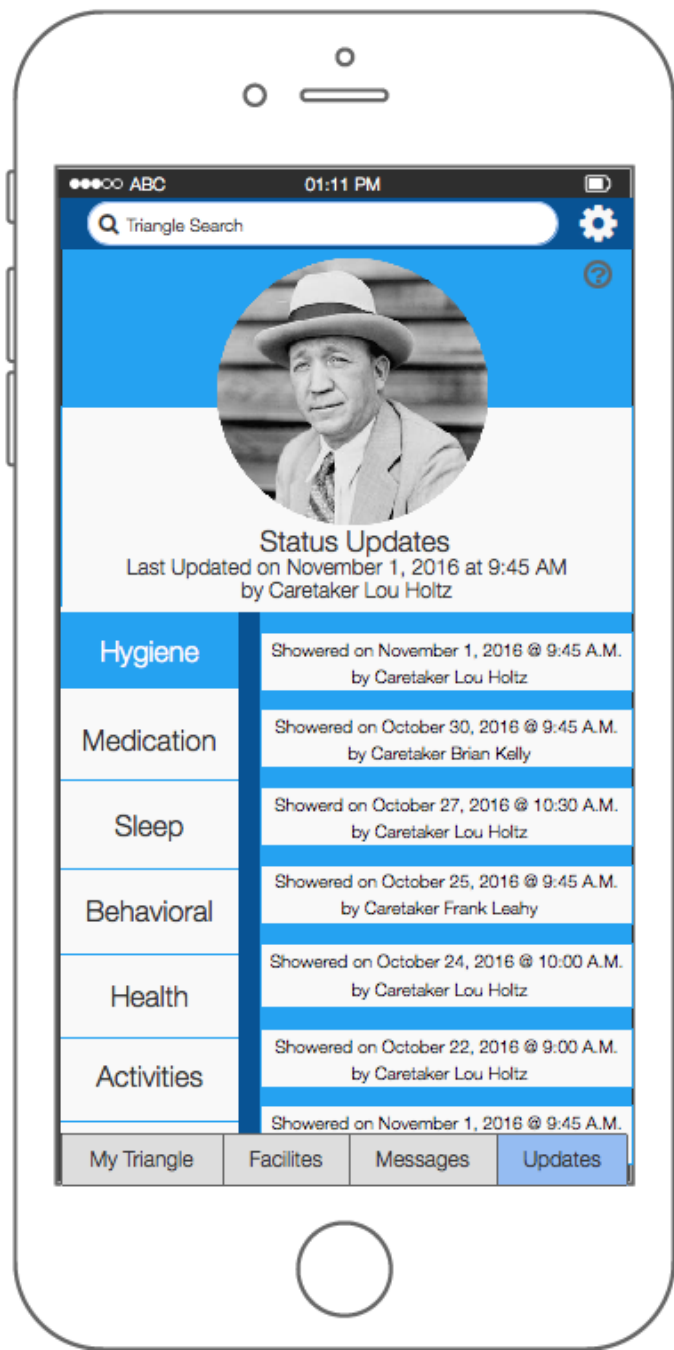 ABC 01:11 PM
Triangle Search
?
Status Updates
Last Updated on November 1, 2016 at 9:45 AM
by Caretaker Lou Holtz
Hygiene
Medication
Sleep
Behavioral
Health
Activities
Showered on November 1, 2016 @ 9:45 A.M.
by Caretaker Lou Holtz
Showered on October 30, 2016 @ 9:45 A.M.
by Caretaker Brian Kelly
Showerd on October 27, 2016 @ 10:30 A.M.
by Caretaker Lou Holtz
Showered on October 25, 2016 @ 9:45 A.M.
by Caretaker Frank Leahy
Showered on October 24, 2016 @ 10:00 A.M.
by Caretaker Lou Holtz
Showered on October 22, 2016 @ 9:00 A.M.
by Caretaker Lou Holtz
Showered on November 1, 2016 @ 9:45 A.M.
My Triangle Facilites Messages Updates